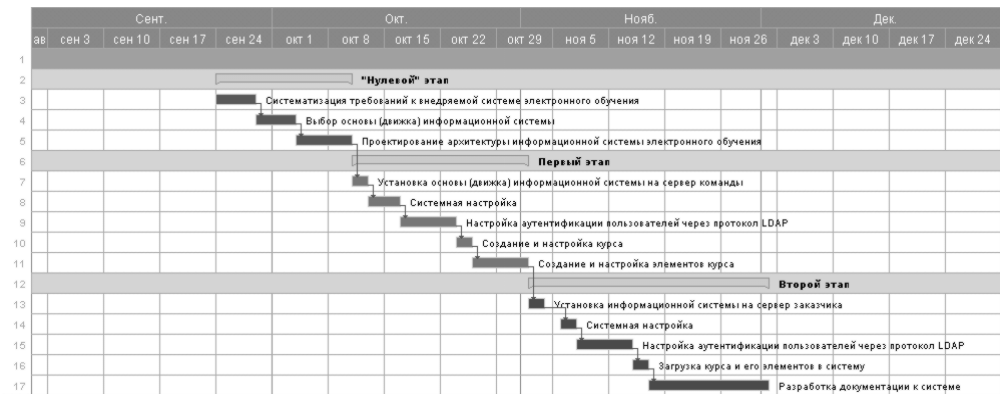 Сент. Окт. Нояб. Дек.
ав сен 3 сен 10 сен 17 сен 24 окт 1 окт 8 окт 15 окт 22 окт 29 ноя 5 ноя 12 ноя 19 ноя 26 дек 3 дек 10 дек 17 дек 24
1
2 "Нулевой" этап
3 Систематизация требований к внедряемой системе электронного обучения
4 Выбор основы (движка) информационной системы
5 Проектирование архитектуры информационной системы электронного обучения
6 Первый этап
7 Установка основы (движка) информационной системы на сервер команды
8 Системная настройка
9 Настройка аутентификации пользователей через протокол LDAP
10 Создание и настройка курса
11 Создание и настройка элементов курса
12 Второй этап
13 Установка информационной системы на сервер заказчика
14 Системная настройка
15 Настройка аутентификации пользователей через протокол LDAP
16 Загрузка курса и его элементов в систему
17 Разработка документации к системе